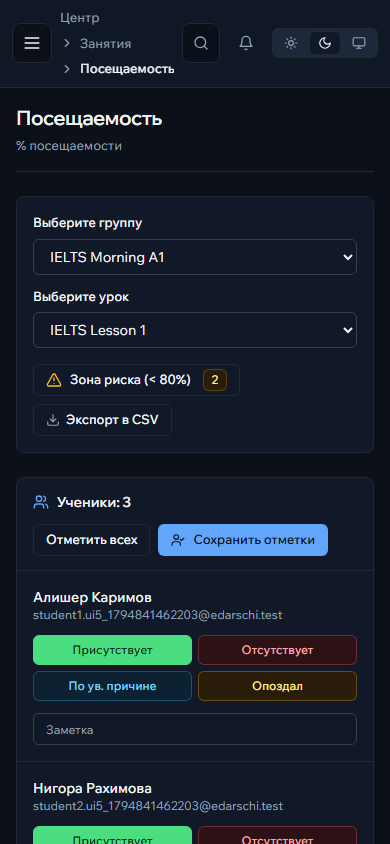 Центр
Занятия
Посещаемость
Посещаемость
% посещаемости
Выберите группу
IELTS Morning A1
Выберите урок
IELTS Lesson 1
Зона риска (< 80%) 2
Экспорт в CSV
Ученики: 3
Отметить всех Сохранить отметки
Алишер Каримов
student1.ui5_1794841462203@edarschi.test
Присутствует Отсутствует
По ув. причине Опоздал
Заметка
Нигора Рахимова
student2.ui5_1794841462203@edarschi.test
Присутствует Отсутствует